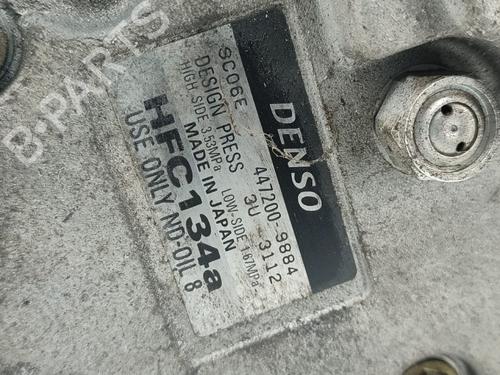 DENSO
SC06E 447200-9884
DESIGN PRESS 3U 3112
HIGH SIDE 3.53MPa LOW-SIDE 1.67MPa
MADE IN JAPAN
HFC134a
USE ONLY ND-OIL 8
B-PARTS